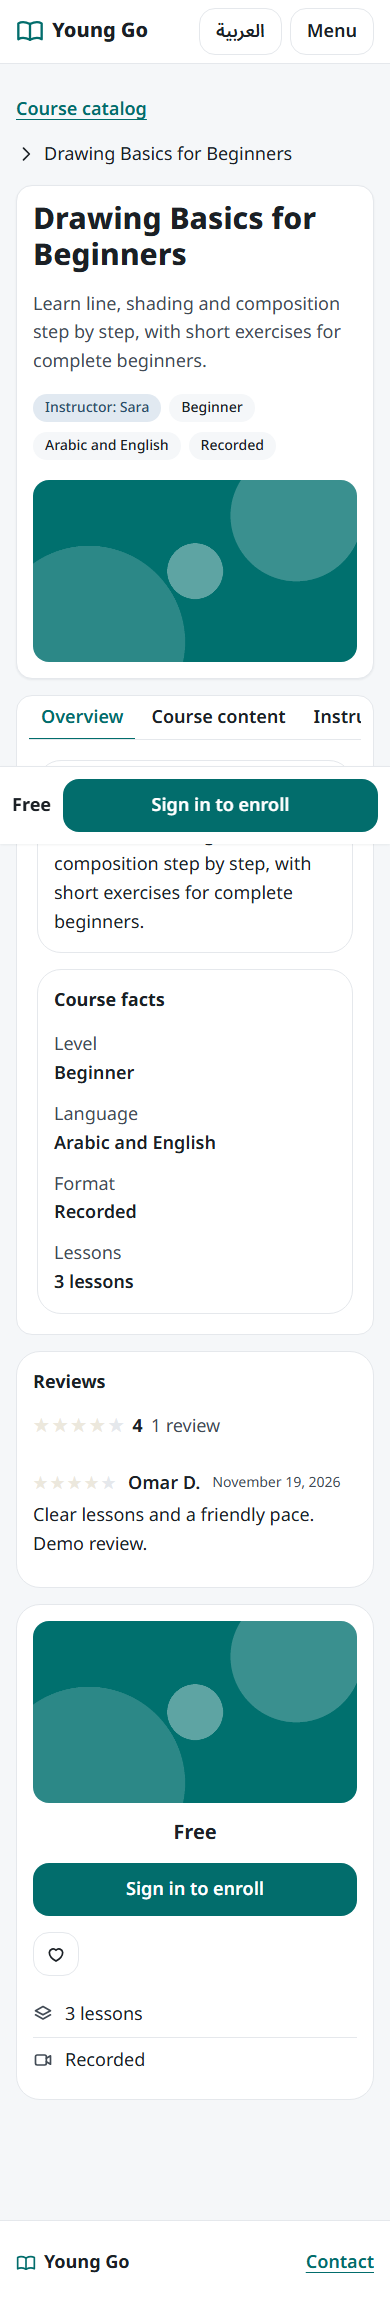 Young Go
العربية
Menu
Course catalog
Drawing Basics for Beginners
Drawing Basics for
Beginners
Learn line, shading and composition
step by step, with short exercises for
complete beginners.
Instructor: Sara
Beginner
Arabic and English
Recorded
Overview
Course content
Instru
Free
Sign in to enroll
composition step by step, with
short exercises for complete
beginners.
Course facts
Level
Beginner
Language
Arabic and English
Format
Recorded
Lessons
3 lessons
Reviews
4 1 review
Omar D. November 19, 2026
Clear lessons and a friendly pace.
Demo review.
Free
Sign in to enroll
3 lessons
Recorded
Young Go
Contact